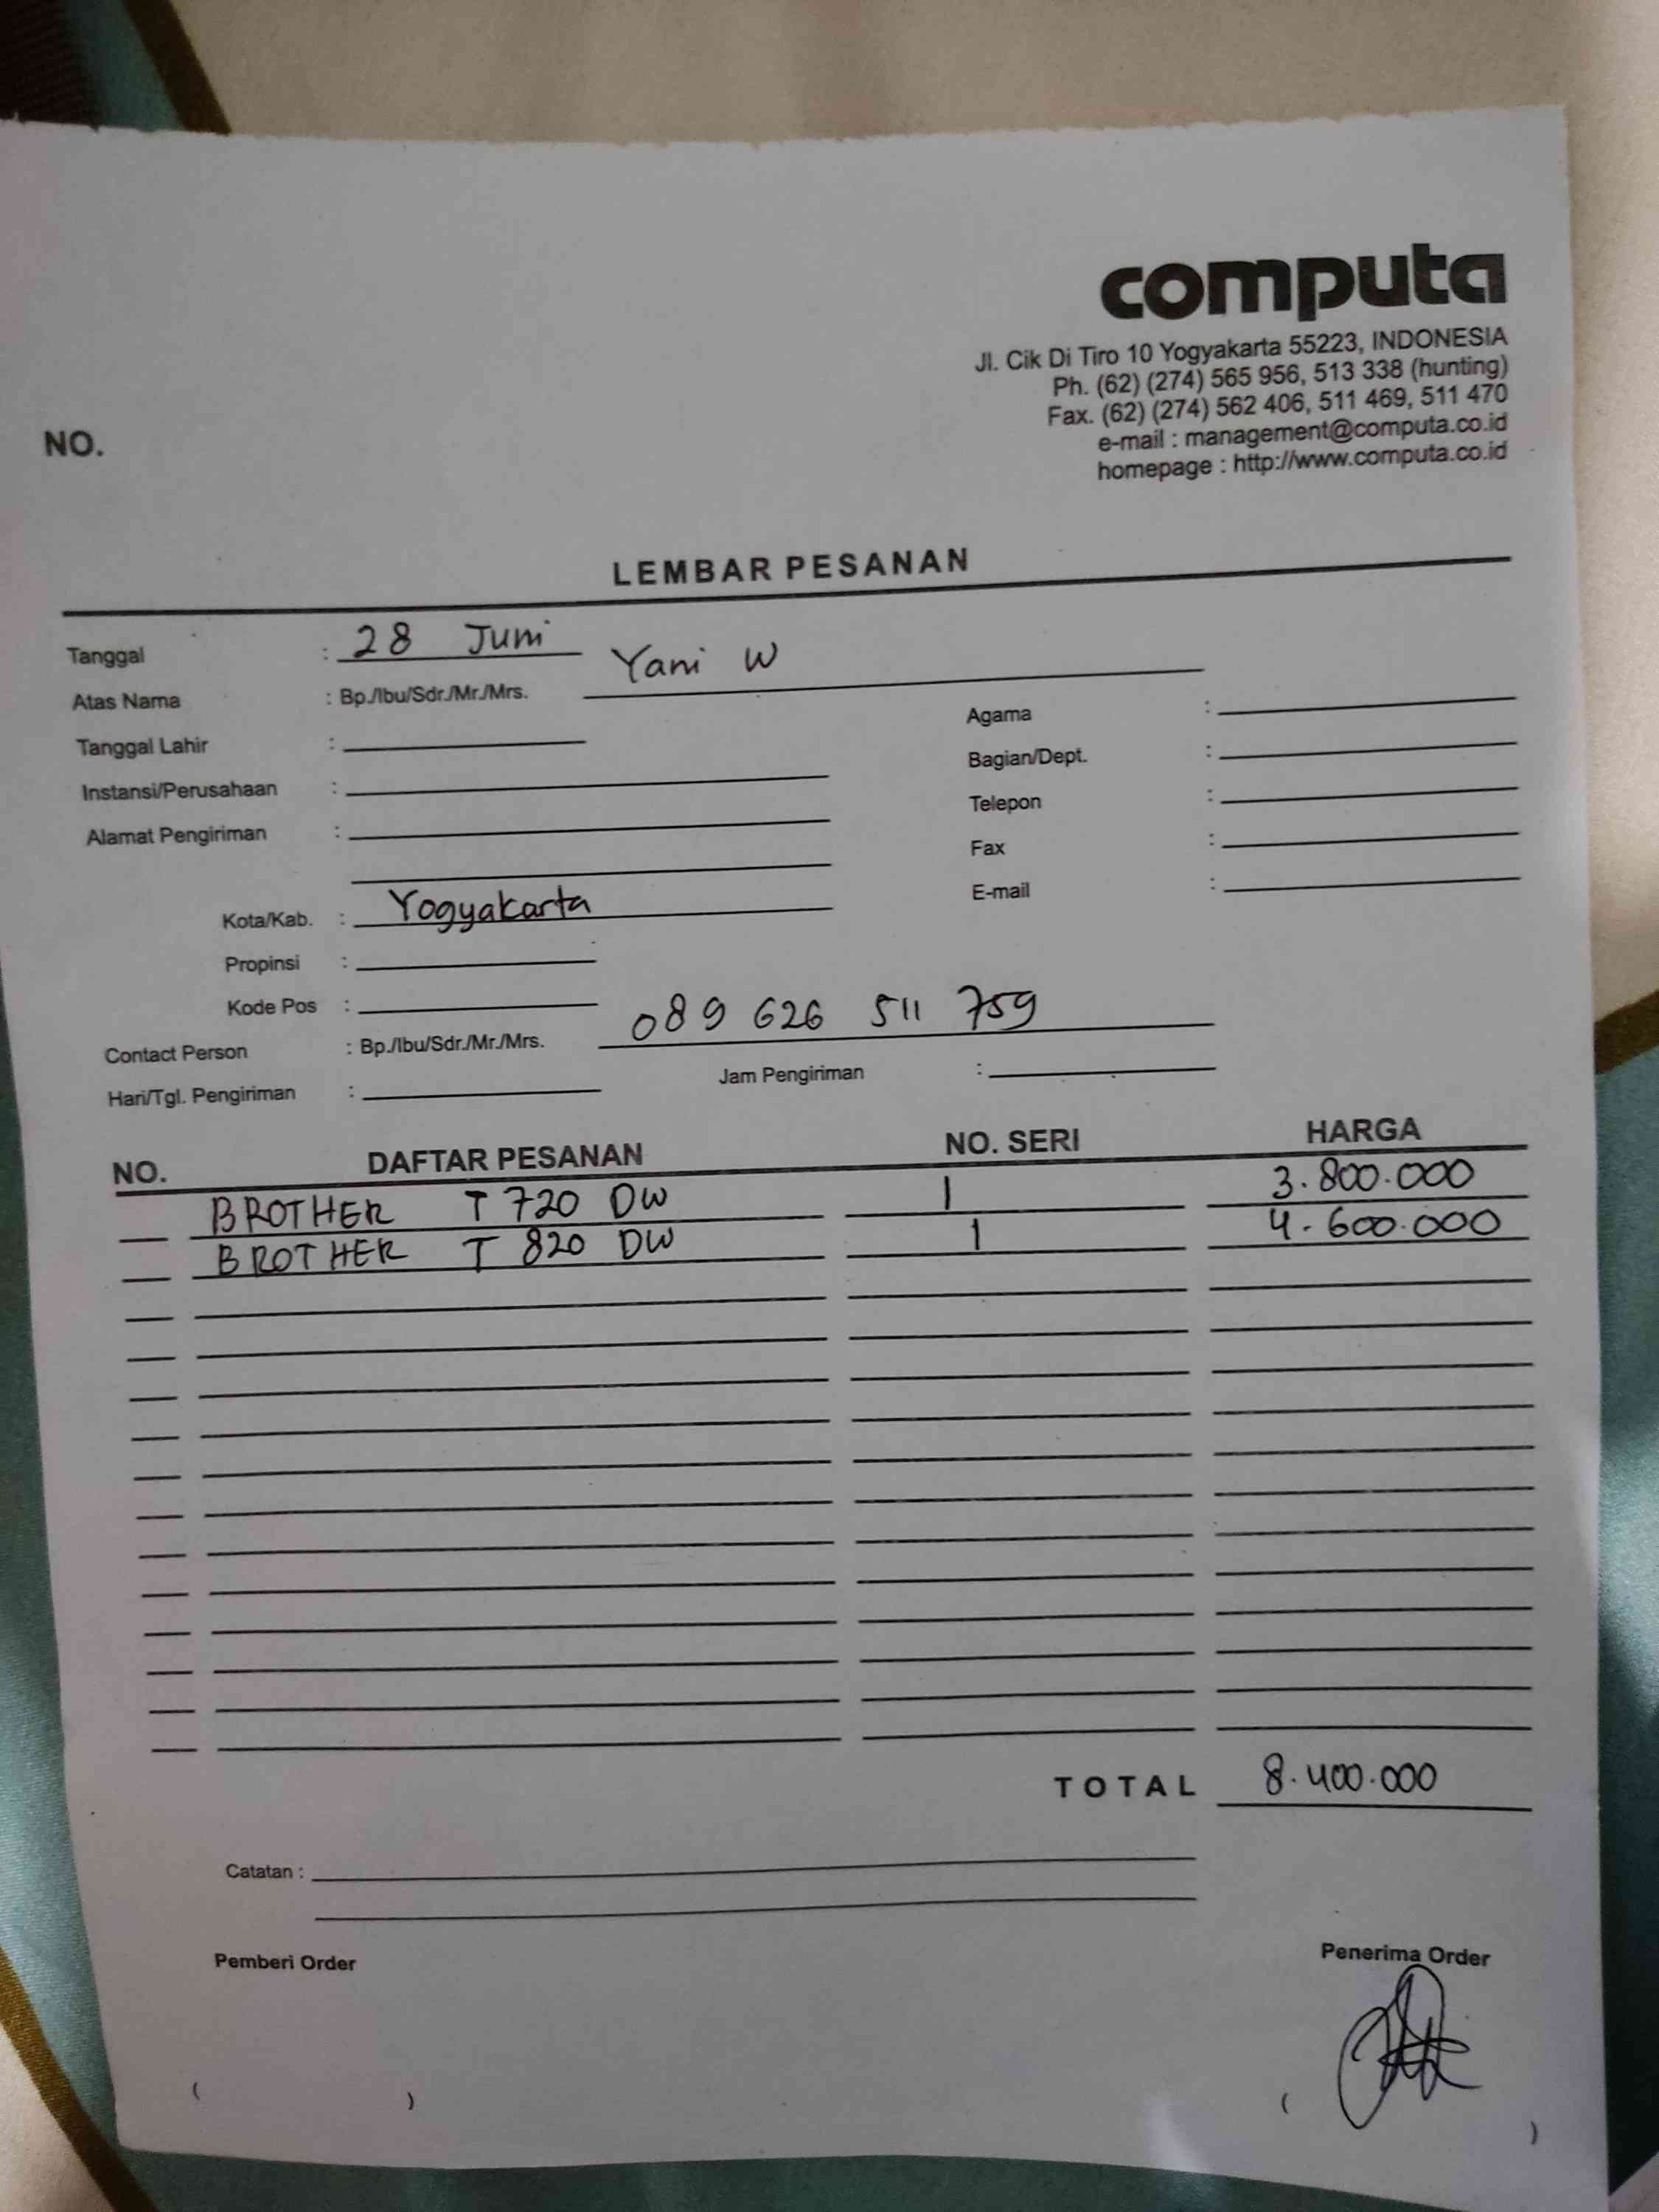 computa
Jl. Cik Di Tiro 10 Yogyakarta 55223, INDONESIA
Ph. (62) (274) 565 956, 513 338 (hunting)
Fax. (62) (274) 562 406, 511 469, 511 470
e-mail : management@computa.co.id
homepage : http://www.computa.co.id
NO.
LEMBAR PESANAN
Tanggal : 28 Juni
Atas Nama : Bp./Ibu/Sdr./Mr./Mrs. Yani W
Tanggal Lahir :
Agama :
Instansi/Perusahaan :
Bagian/Dept. :
Alamat Pengiriman :
Telepon :
Fax :
Kota/Kab. : Yogyakarta
E-mail :
Propinsi :
Kode Pos :
Contact Person : Bp./Ibu/Sdr./Mr./Mrs. 089 626 511 759
Hari/Tgl. Pengiriman : Jam Pengiriman :
NO. DAFTAR PESANAN NO. SERI HARGA
BROTHER T 720 DW 1 3.800.000
BROTHER T 820 DW 1 4.600.000
TOTAL 8.400.000
Catatan :
Pemberi Order Penerima Order
( ) ( )